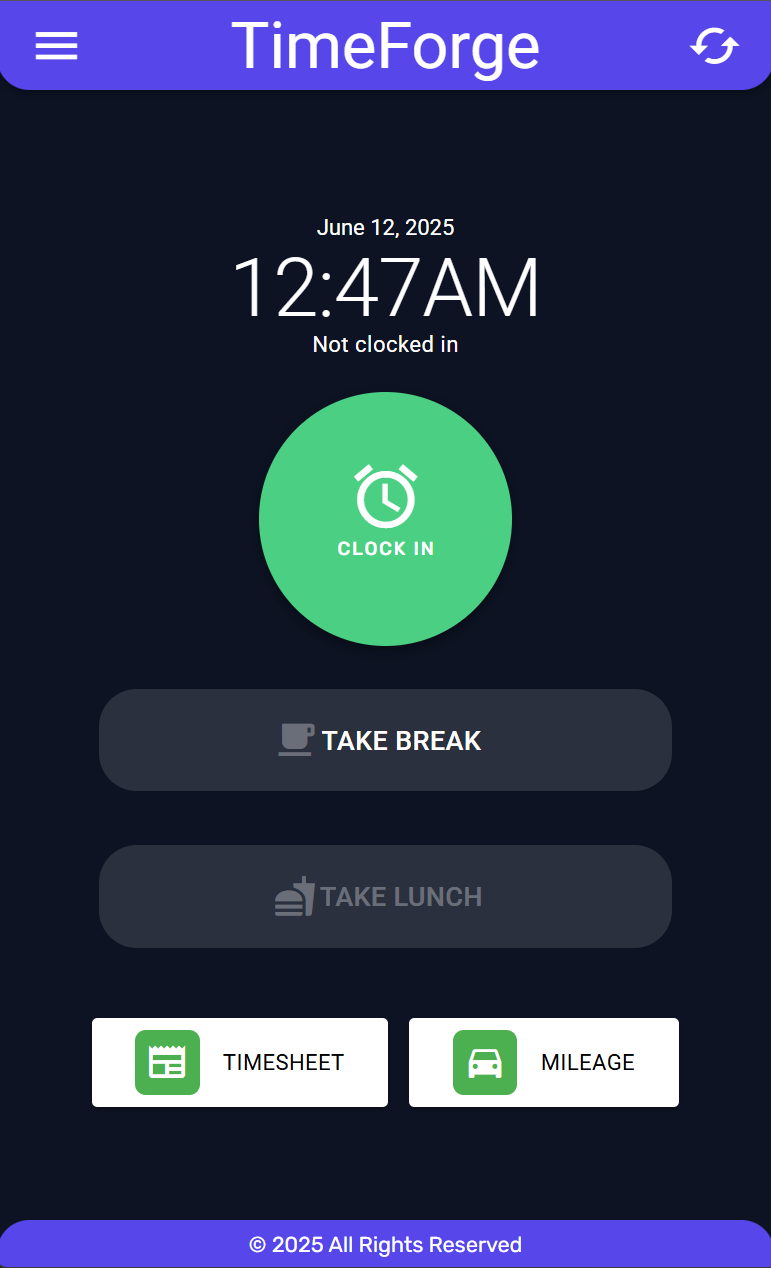 TimeForge
June 12, 2025
12:47AM
Not clocked in
CLOCK IN
TAKE BREAK
TAKE LUNCH
TIMESHEET
MILEAGE
© 2025 All Rights Reserved